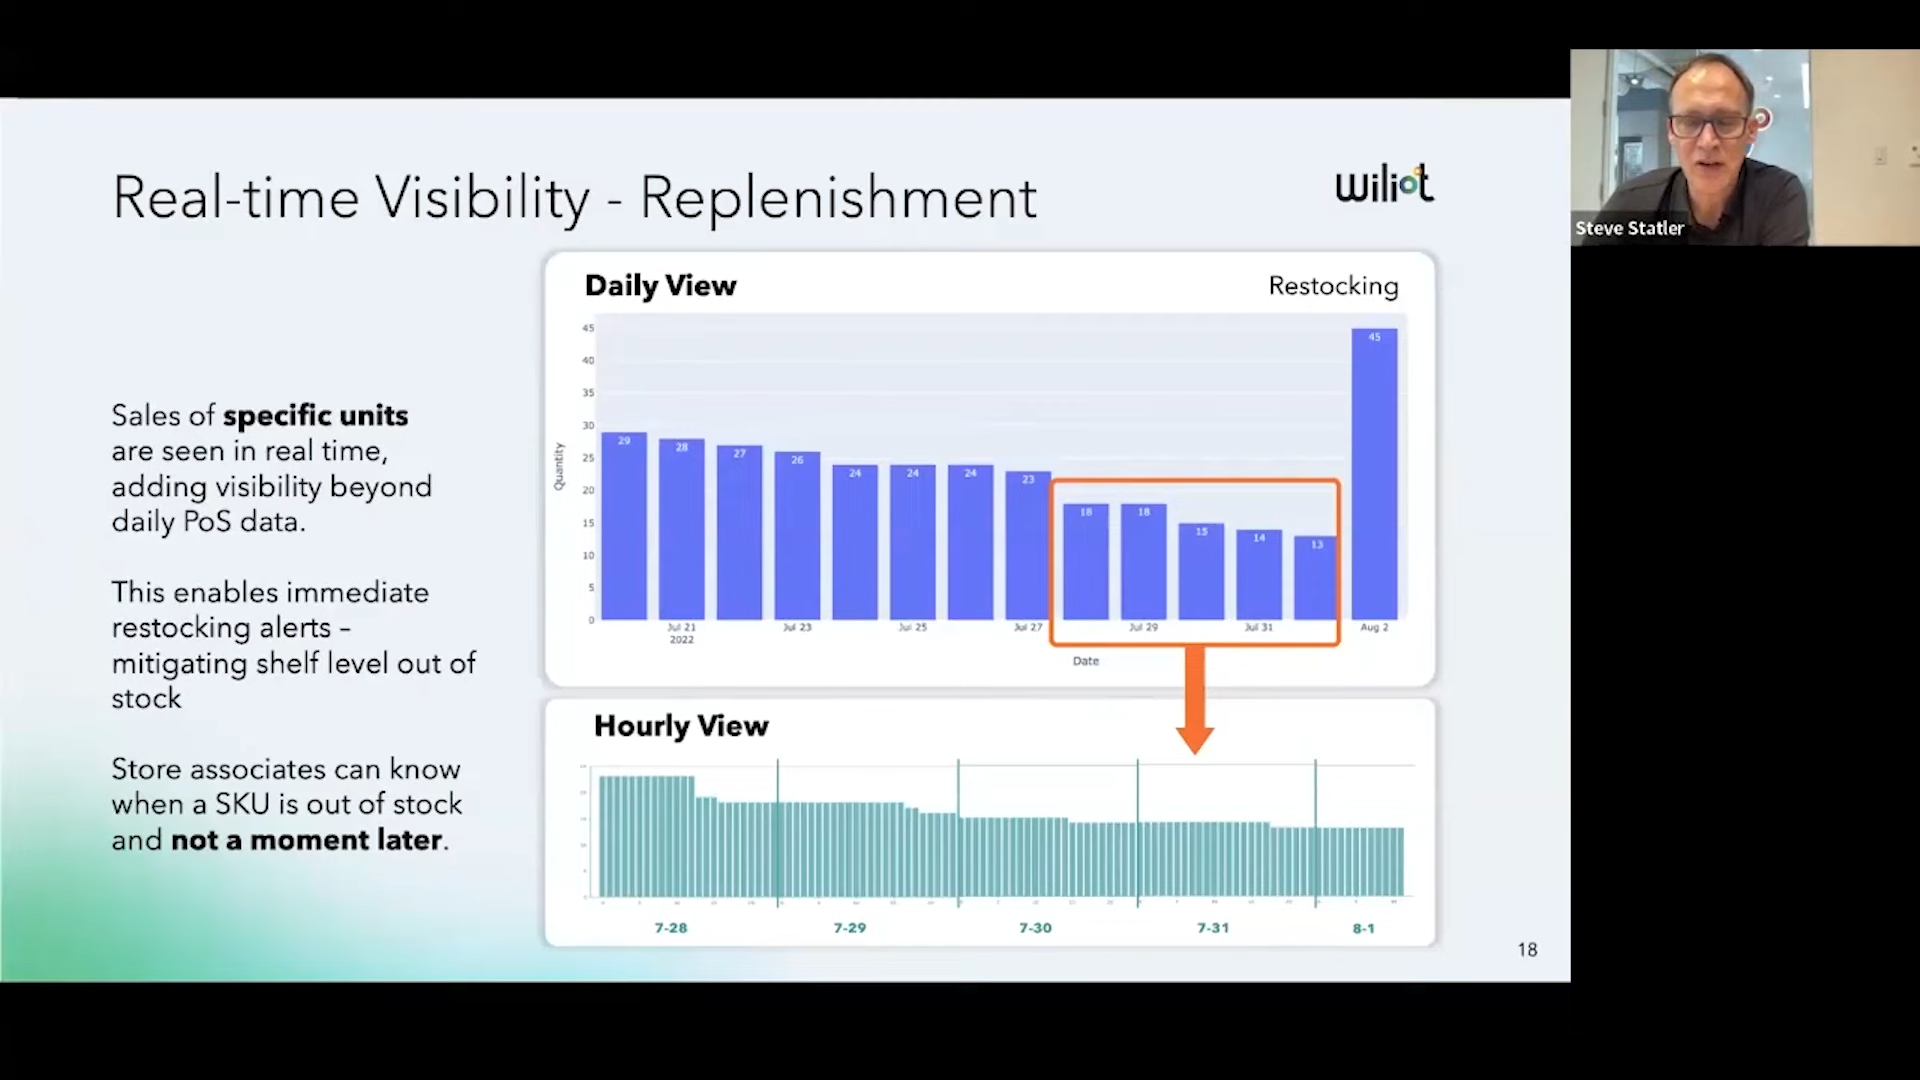 Real-time Visibility - Replenishment
wiliot
Steve Statler
Sales of specific units
are seen in real time,
adding visibility beyond
daily PoS data.
This enables immediate
restocking alerts –
mitigating shelf level out of
stock
Store associates can know
when a SKU is out of stock
and not a moment later.
Daily View
Restocking
Quantity
45
40
35
30
25
20
15
10
5
0
29 28 27 26 24 24 24 23 18 18 15 14 13 45
Jul 21 Jul 23 Jul 25 Jul 27 Jul 29 Jul 31 Aug 2
2022
Date
Hourly View
7-28 7-29 7-30 7-31 8-1
18